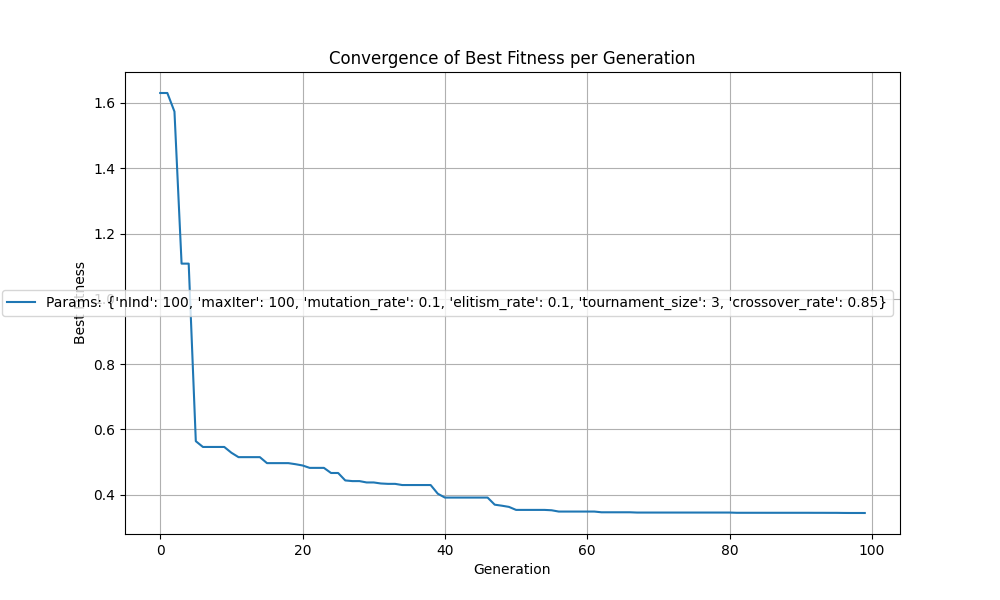 Convergence of Best Fitness per Generation
1.6
1.4
1.2
Best
ness
Params: {'nInd': 100, 'maxIter': 100, 'mutation_rate': 0.1, 'elitism_rate': 0.1, 'tournament_size': 3, 'crossover_rate': 0.85}
0.8
0.6
0.4
0 20 40 60 80 100
Generation